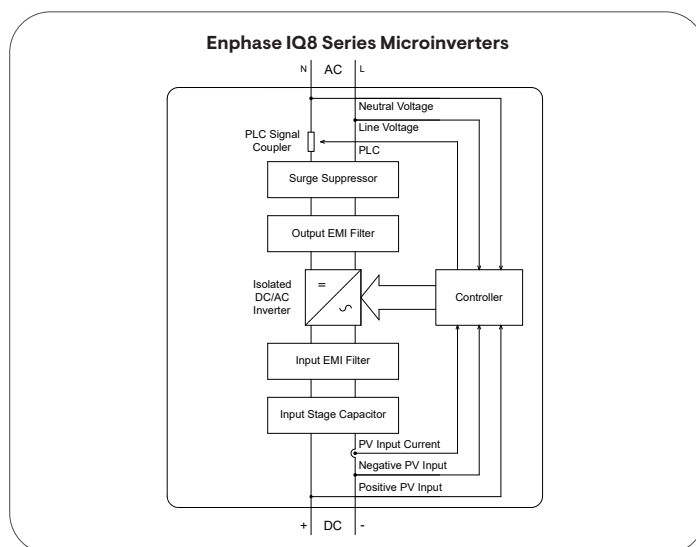 Enphase IQ8 Series Microinverters
N AC L
Neutral Voltage
Line Voltage
PLC Signal
Coupler
PLC
Surge Suppressor
Output EMI Filter
Isolated
DC/AC
Inverter
=
Controller
Input EMI Filter
Input Stage Capacitor
PV Input Current
Negative PV Input
Positive PV Input
+ DC -